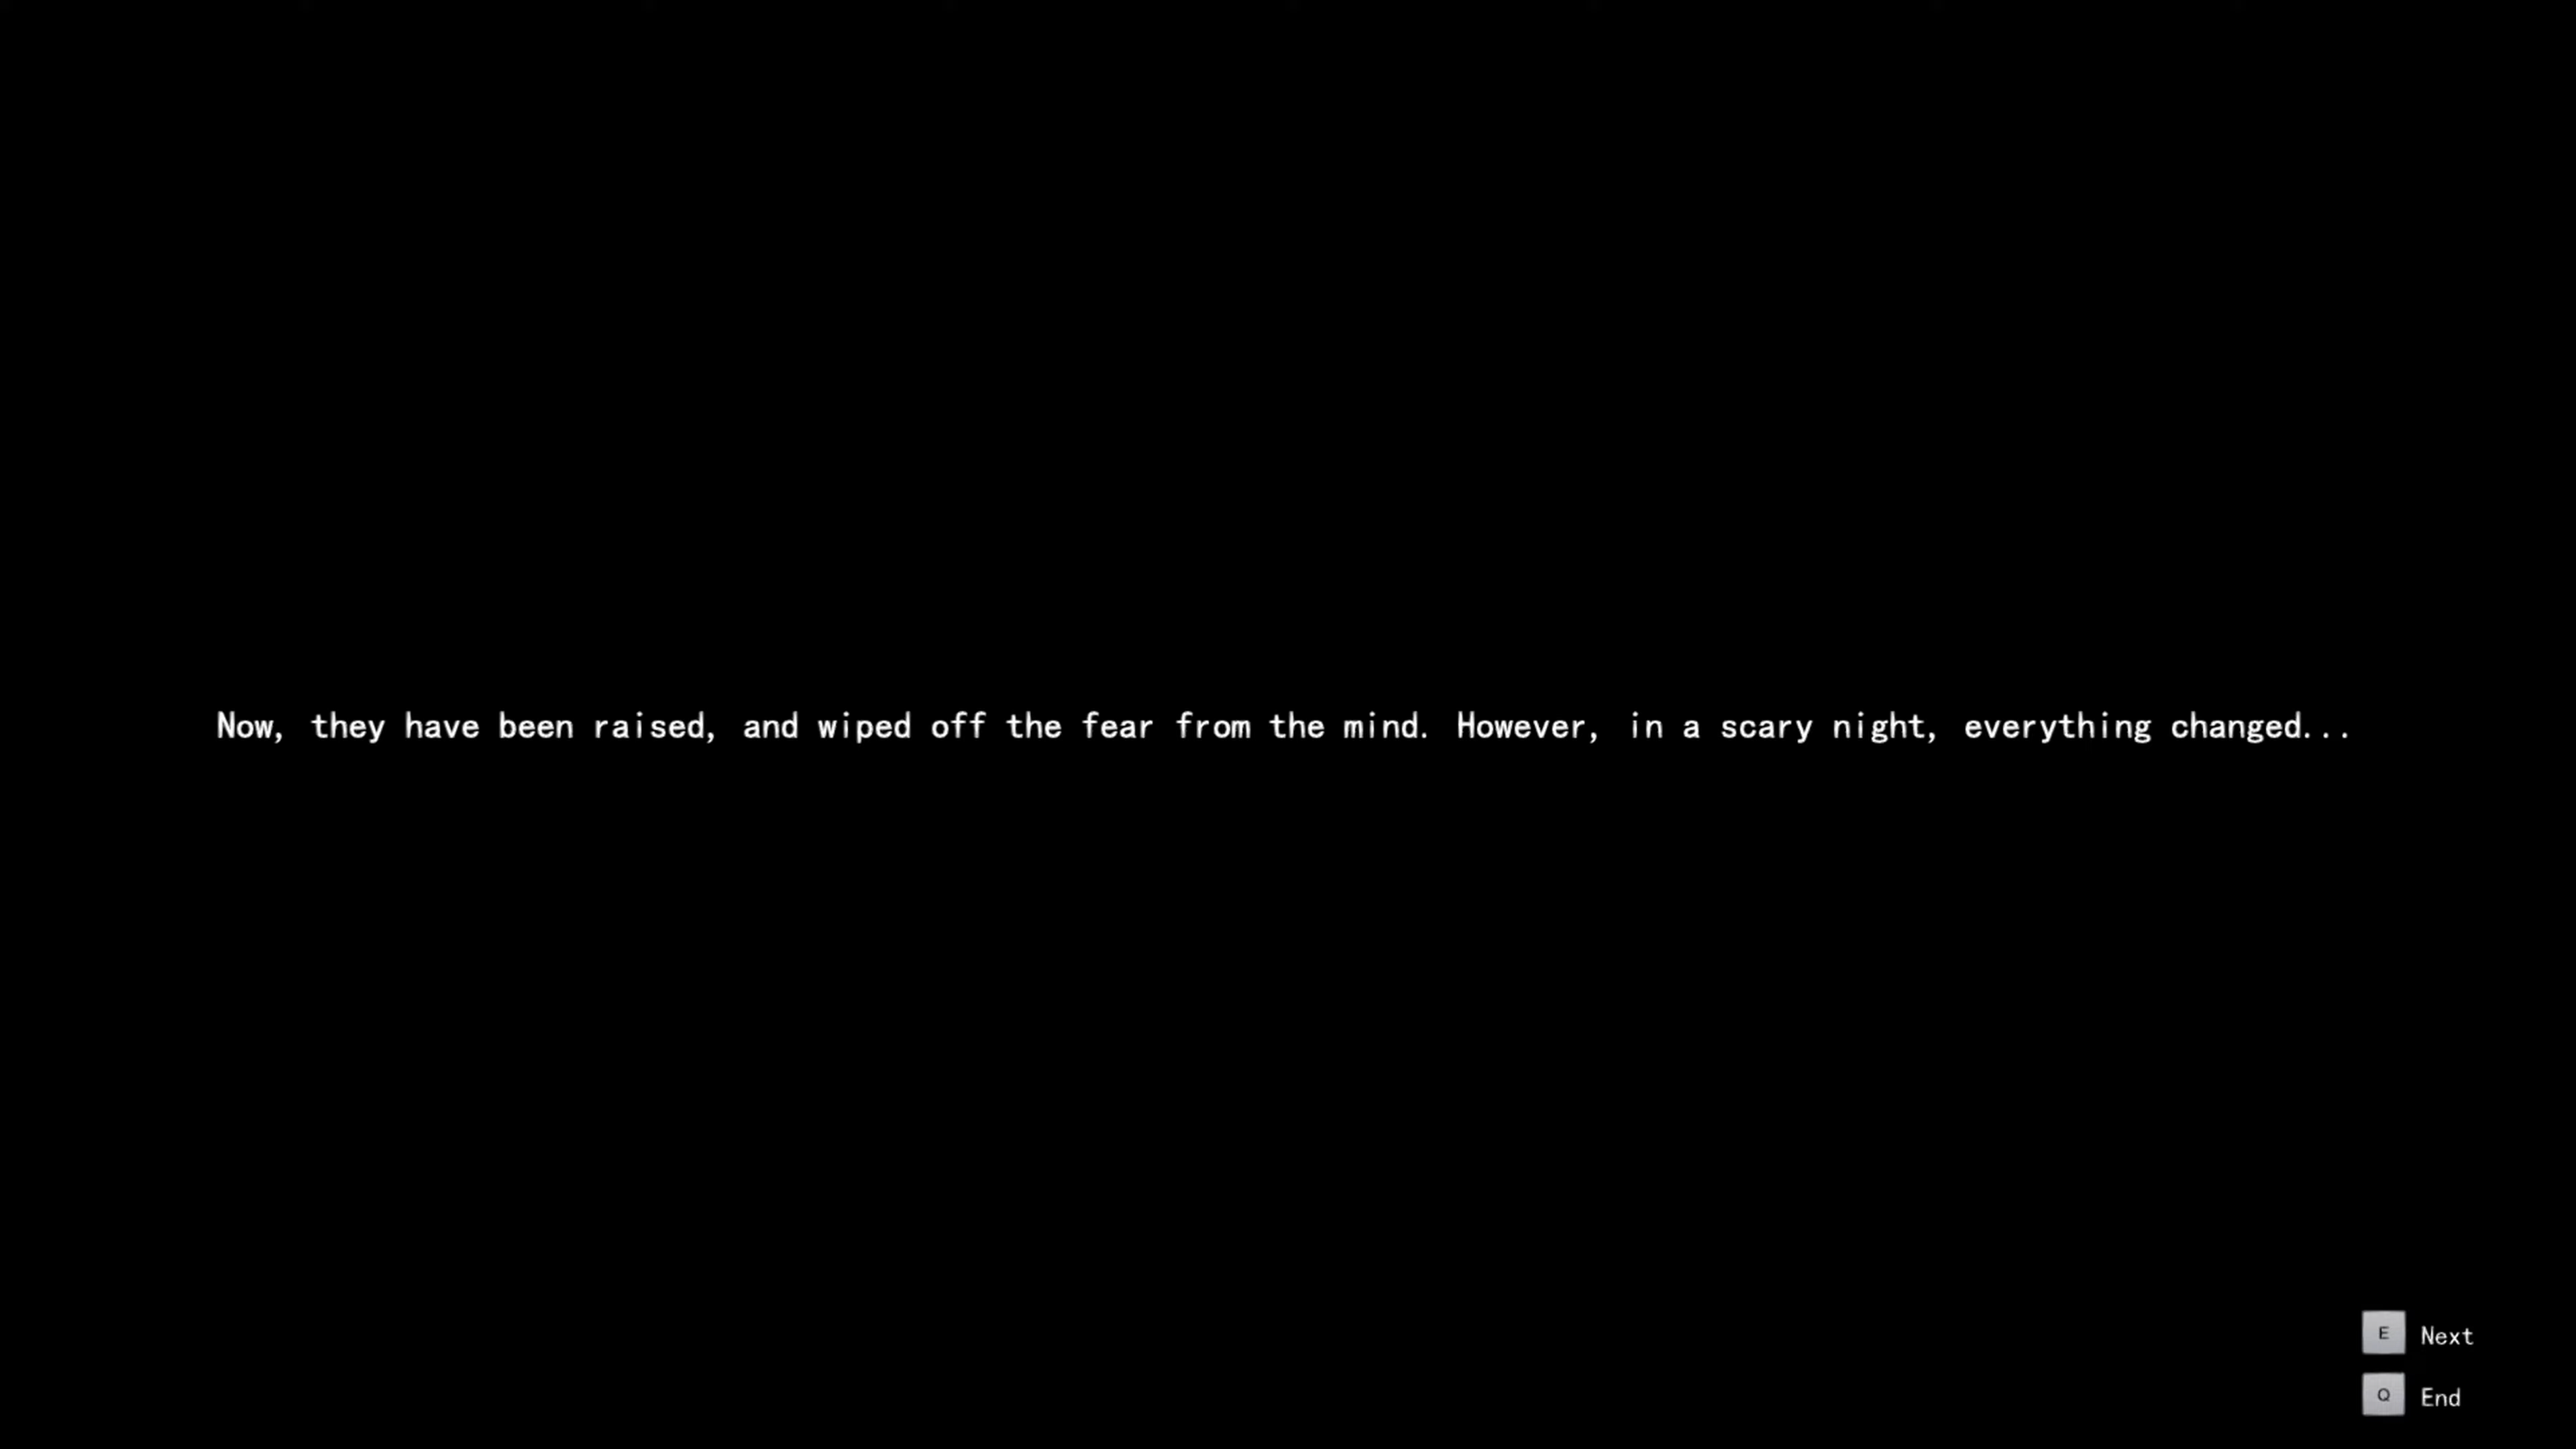 Now, they have been raised, and wiped off the fear from the mind. However, in a scary night, everything changed...
E Next
Q End